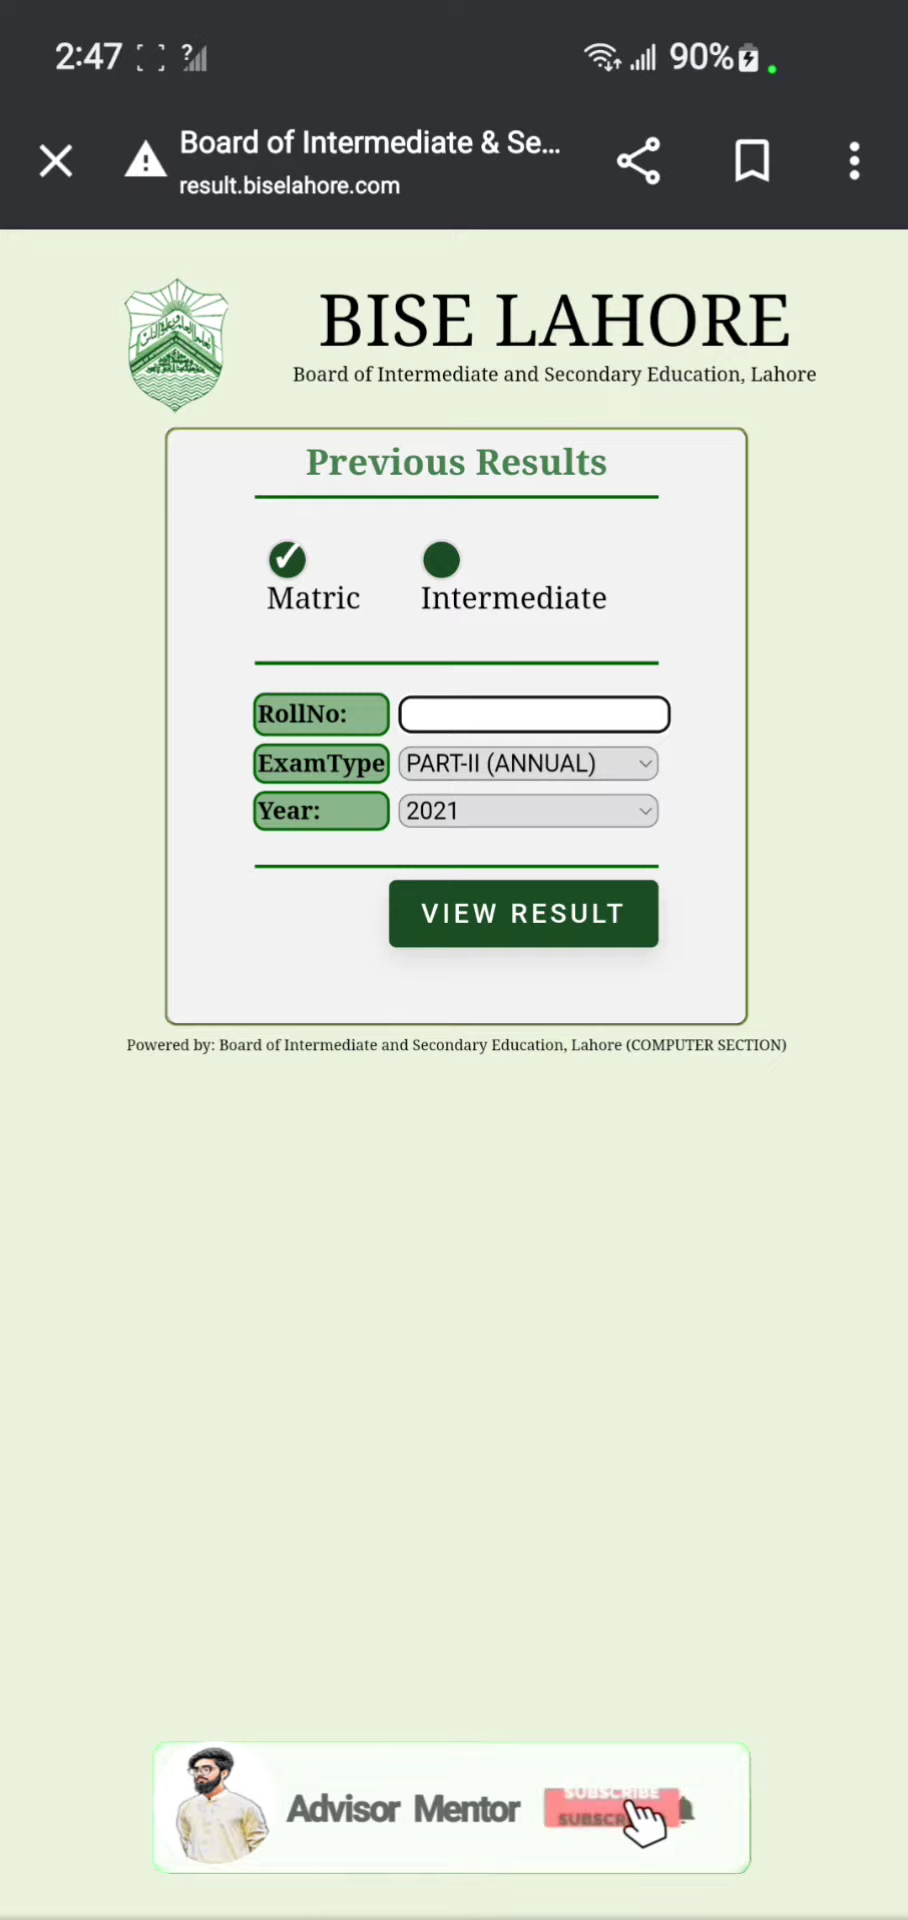 2:47
90%
Board of Intermediate & Se...
result.biselahore.com
BISE LAHORE
Board of Intermediate and Secondary Education, Lahore
Previous Results
Matric Intermediate
RollNo:
ExamType PART-II (ANNUAL)
Year: 2021
VIEW RESULT
Powered by: Board of Intermediate and Secondary Education, Lahore (COMPUTER SECTION)
Advisor Mentor
SUBSCRIBE